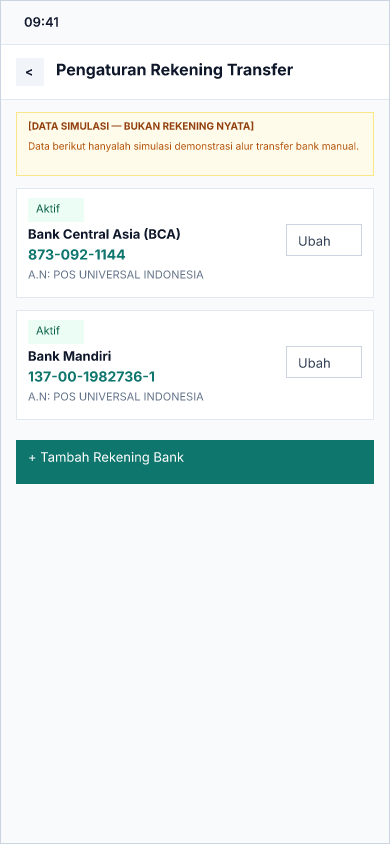 09:41
< Pengaturan Rekening Transfer
[DATA SIMULASI — BUKAN REKENING NYATA]
Data berikut hanyalah simulasi demonstrasi alur transfer bank manual.
Aktif
Bank Central Asia (BCA)
873-092-1144
A.N: POS UNIVERSAL INDONESIA
Ubah
Aktif
Bank Mandiri
137-00-1982736-1
A.N: POS UNIVERSAL INDONESIA
Ubah
+ Tambah Rekening Bank